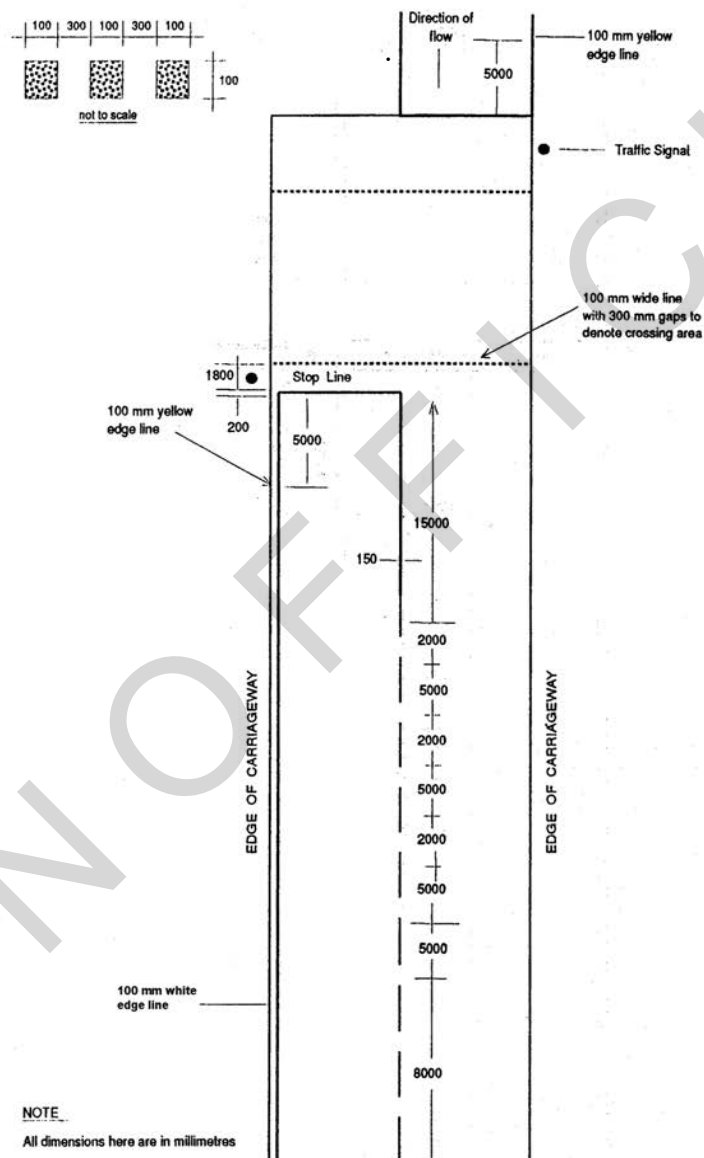 100 300 100 300 100
100
not to scale
Direction of
flow
5000
100 mm yellow
edge line
Traffic Signal
100 mm wide line
with 300 mm gaps to
denote crossing area
1800
Stop Line
200
100 mm yellow
edge line
5000
15000
150
2000
5000
2000
5000
2000
5000
5000
8000
EDGE OF CARRIAGEWAY
EDGE OF CARRIAGEWAY
100 mm white
edge line
NOTE
All dimensions here are in millimetres
N O F F I C